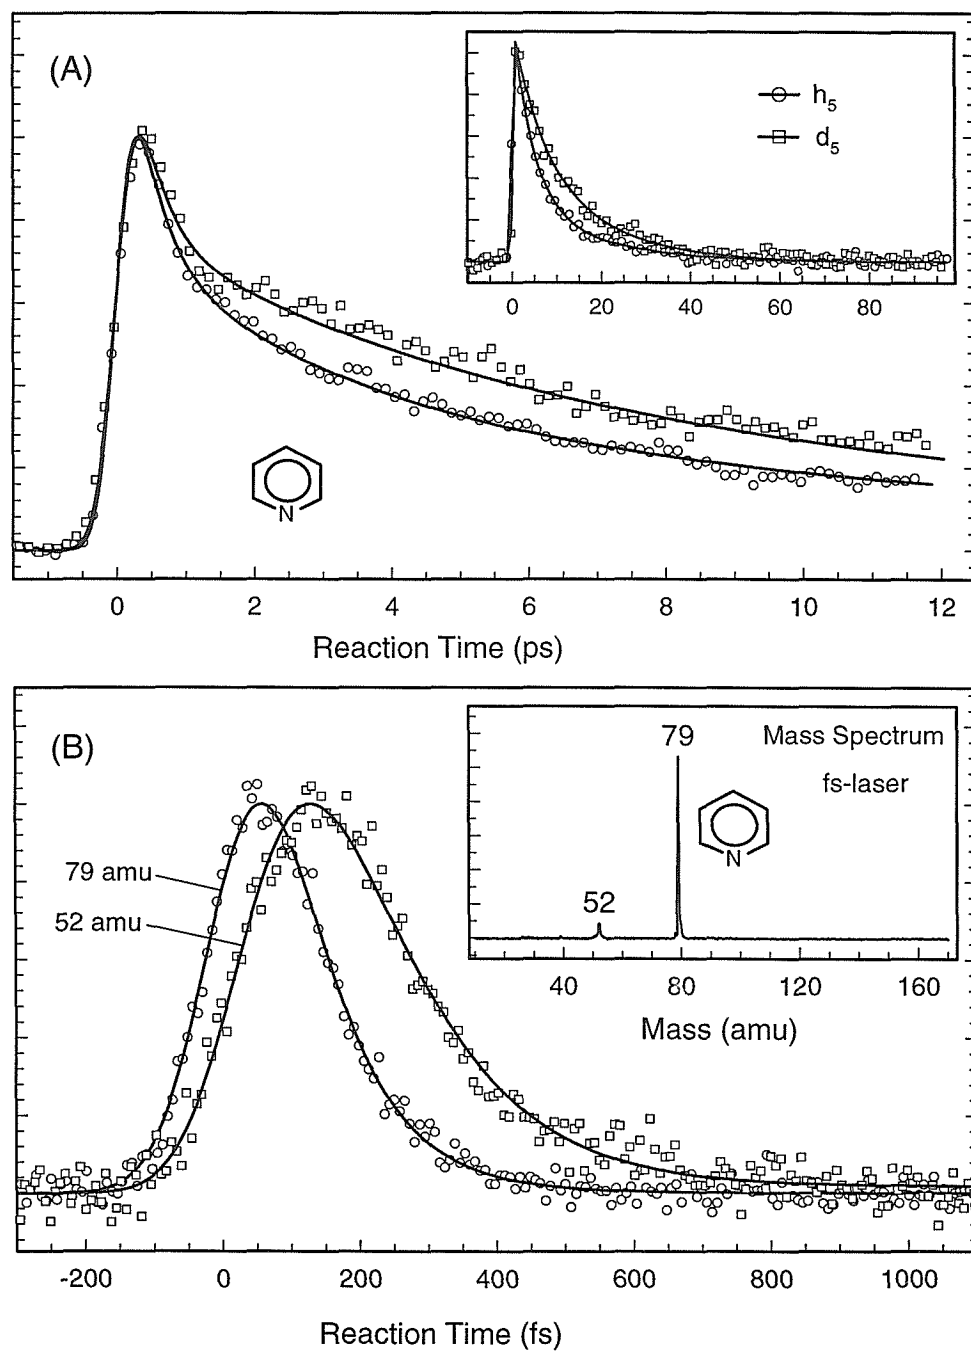 (A)
h5
d5
0 20 40 60 80
N
0 2 4 6 8 10 12
Reaction Time (ps)
(B)
79
Mass Spectrum
fs-laser
N
79 amu
52
52 amu
40 80 120 160
Mass (amu)
-200 0 200 400 600 800 1000
Reaction Time (fs)